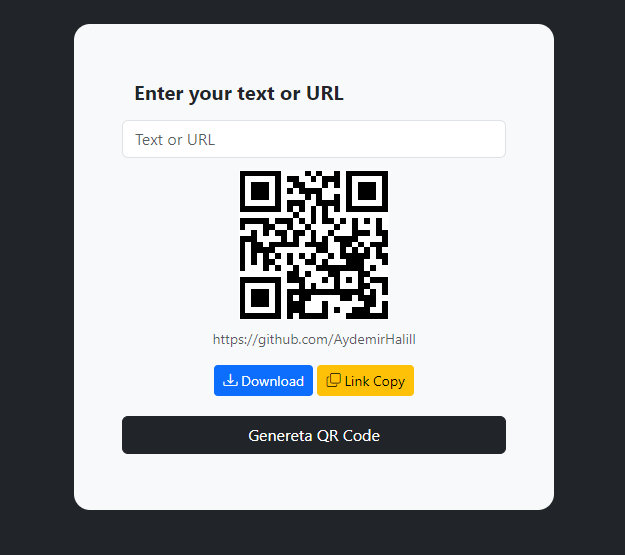 Enter your text or URL
Text or URL
https://github.com/AydemirHalill
Download
Link Copy
Genereta QR Code